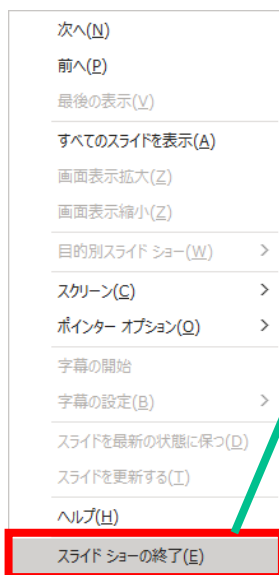 次へ(N)
前へ(P)
最後の表示(V)
すべてのスライドを表示(A)
画面表示拡大(Z)
画面表示縮小(Z)
目的別スライド ショー(W)
スクリーン(C)
ポインター オプション(O)
字幕の開始
字幕の設定(B)
スライドを最新の状態に保つ(D)
スライドを更新する(T)
ヘルプ(H)
スライド ショーの終了(E)